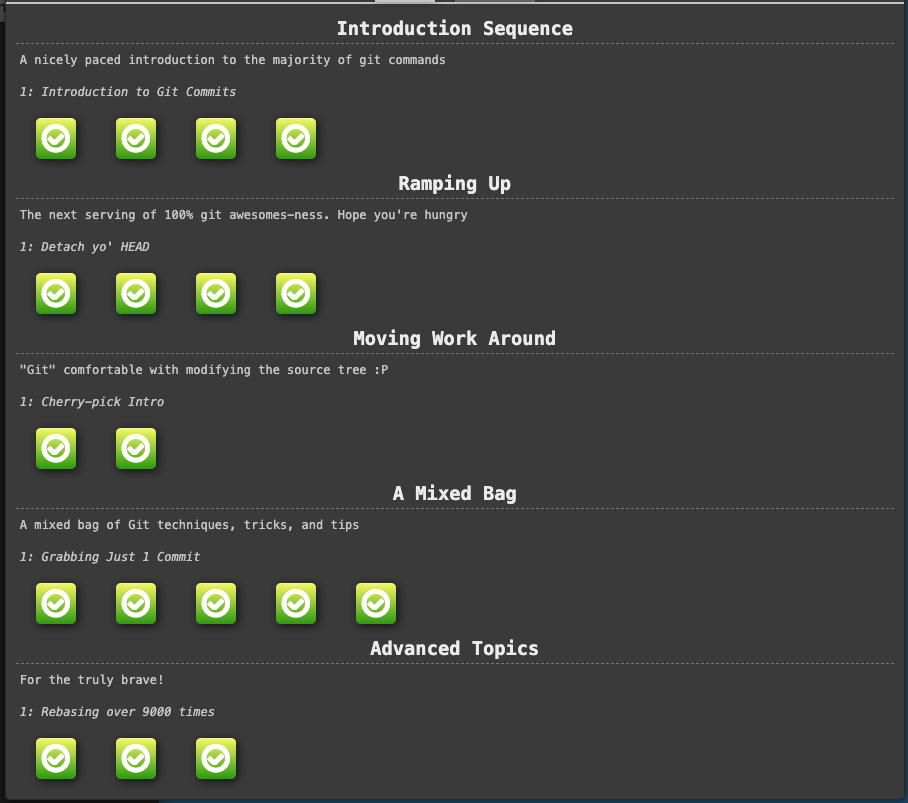 Introduction Sequence
A nicely paced introduction to the majority of git commands
1: Introduction to Git Commits
Ramping Up
The next serving of 100% git awesomes-ness. Hope you're hungry
1: Detach yo' HEAD
Moving Work Around
"Git" comfortable with modifying the source tree :P
1: Cherry-pick Intro
A Mixed Bag
A mixed bag of Git techniques, tricks, and tips
1: Grabbing Just 1 Commit
Advanced Topics
For the truly brave!
1: Rebasing over 9000 times